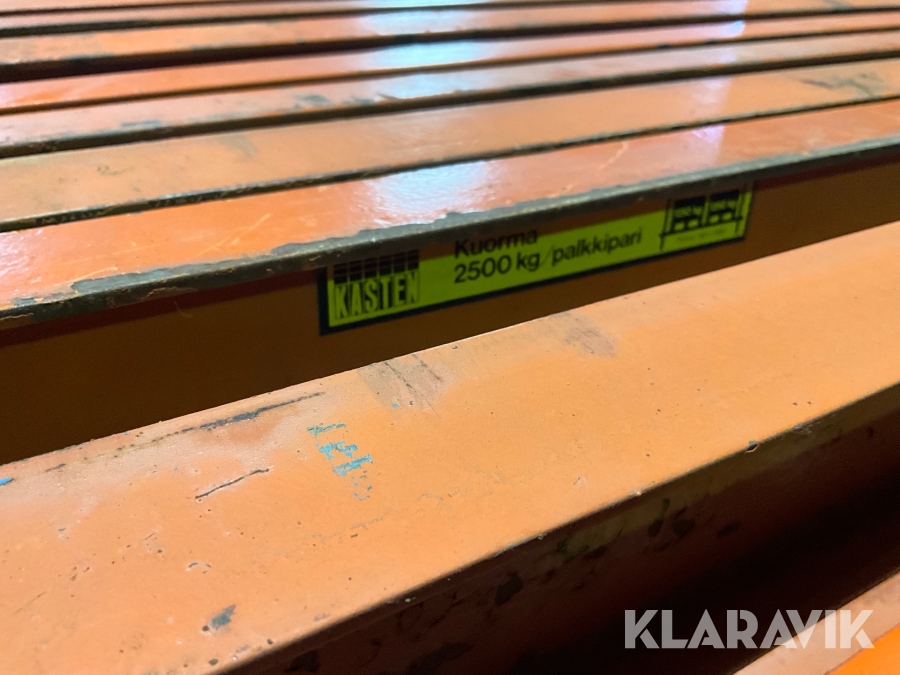 KASTEN
Kuorma
2500 kg/palkkipari
KLARAVIK